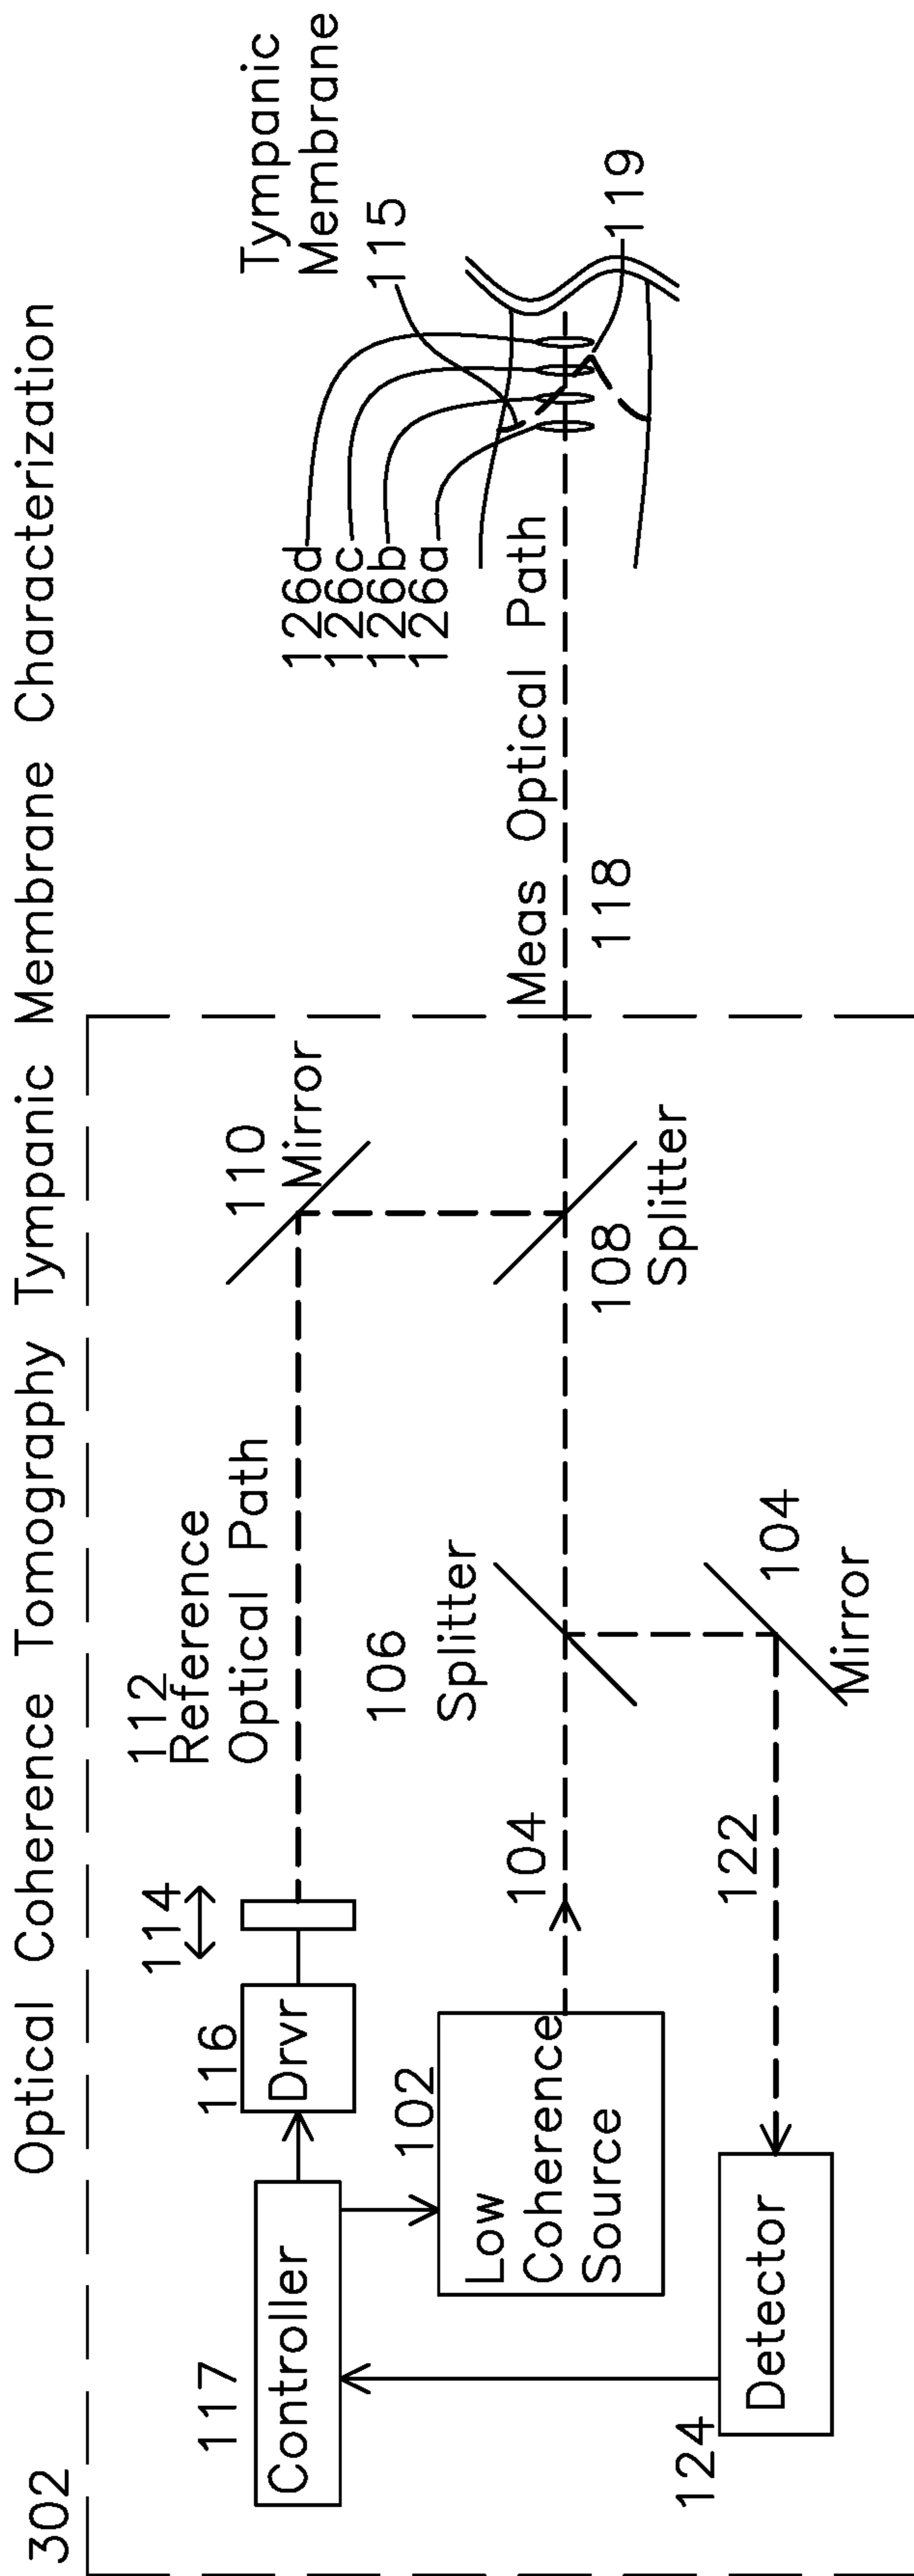 Optical Coherence Tomography Tympanic Membrane Characterization
302
117
Controller
116
Drvr
114
112
Reference
Optical Path
110
Mirror
102
Low
Coherence
Source
104
106
Splitter
108
Splitter
Meas Optical Path
118
126d
126c
126b
126a
Tympanic
Membrane
115
119
124
Detector
122
104
Mirror